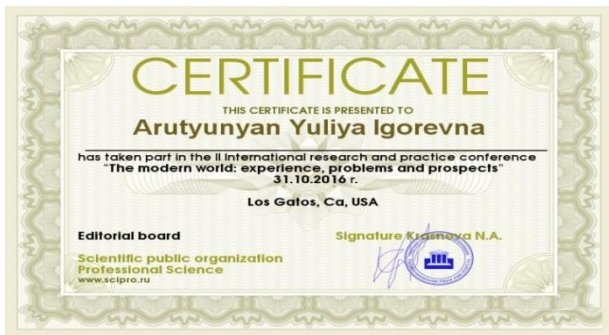 CERTIFICATE
THIS CERTIFICATE IS PRESENTED TO
Arutyunyan Yuliya Igorevna
has taken part in the II International research and practice conference
"The modern world: experience, problems and prospects"
31.10.2016 г.
Los Gatos, Ca, USA
Editorial board
Signature Krasnova N.A.
Scientific public organization
Professional Science
www.scipro.ru